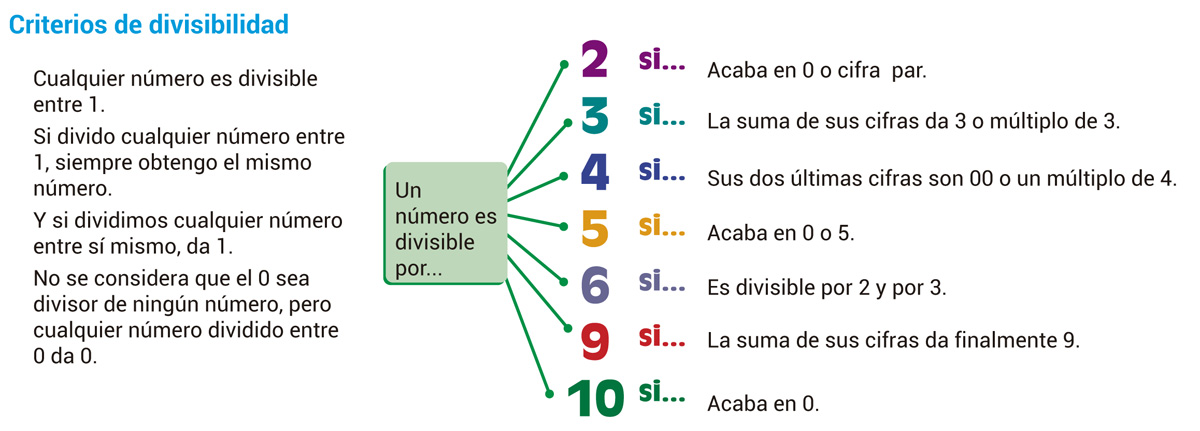 Criterios de divisibilidad
Cualquier número es divisible
entre 1.
Si divido cualquier número entre
1, siempre obtengo el mismo
número.
Y si dividimos cualquier número
entre sí mismo, da 1.
No se considera que el 0 sea
divisor de ningún número, pero
cualquier número dividido entre
0 da 0.
Un
número es
divisible
por...
2 si... Acaba en 0 o cifra par.
3 si... La suma de sus cifras da 3 o múltiplo de 3.
4 si... Sus dos últimas cifras son 00 o un múltiplo de 4.
5 si... Acaba en 0 o 5.
6 si... Es divisible por 2 y por 3.
9 si... La suma de sus cifras da finalmente 9.
10 si... Acaba en 0.